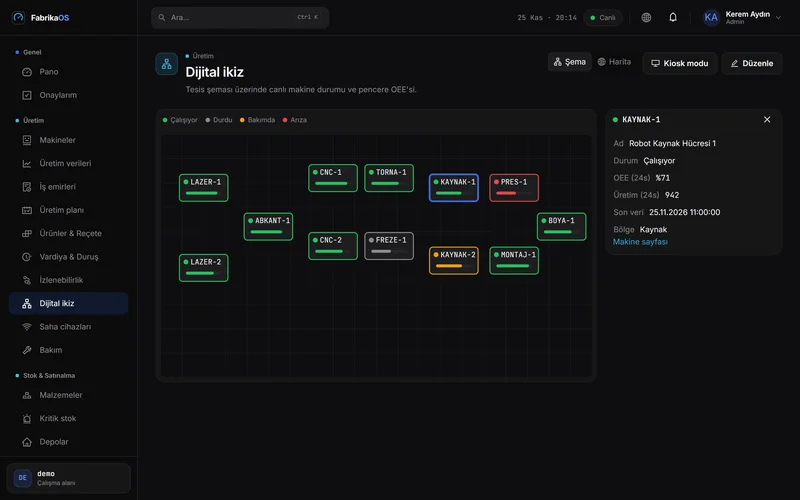 FabrikaOS
Ara...
Ctrl K
25 Kas · 20:14
Canlı
KA
Kerem Aydın
Admin
Genel
Pano
Onaylarım
Üretim
Makineler
Üretim verileri
İş emirleri
Üretim planı
Ürünler & Reçete
Vardiya & Duruş
İzlenebilirlik
Dijital ikiz
Saha cihazları
Bakım
Stok & Satınalma
Malzemeler
Kritik stok
Depolar
DE
demo
Çalışma alanı
Üretim
Dijital ikiz
Tesis şeması üzerinde canlı makine durumu ve pencere OEE'si.
Şema
Harita
Kiosk modu
Düzenle
Çalışıyor
Durdu
Bakımda
Arıza
LAZER-1
CNC-1
TORNA-1
KAYNAK-1
PRES-1
ABKANT-1
BOYA-1
CNC-2
FREZE-1
LAZER-2
KAYNAK-2
MONTAJ-1
KAYNAK-1
Ad Robot Kaynak Hücresi 1
Durum Çalışıyor
OEE (24s) %71
Üretim (24s) 942
Son veri 25.11.2026 11:00:00
Bölge Kaynak
Makine sayfası